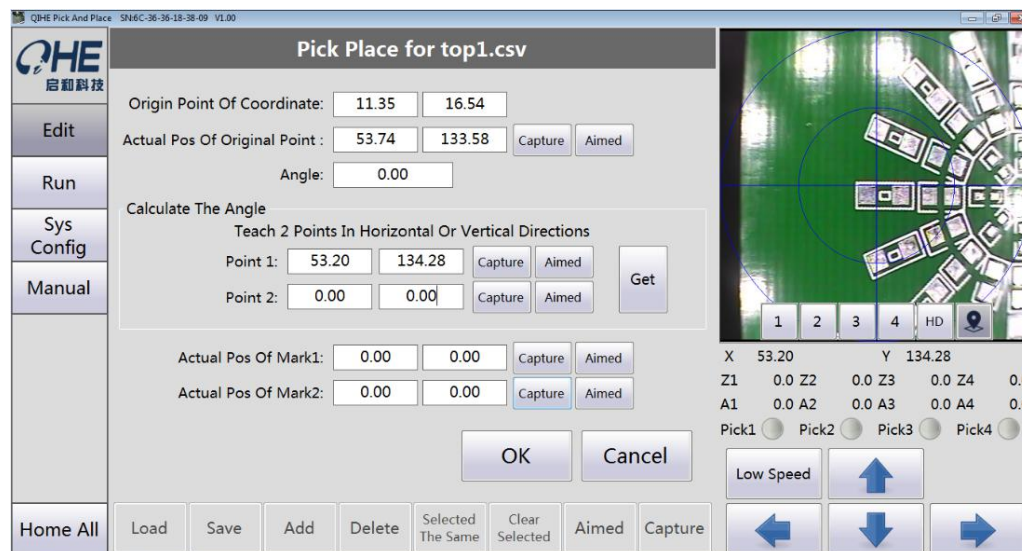 QIHE Pick And Place SN:6C-36-36-18-38-09 V1.00
QHE
启和科技
Edit
Run
Sys
Config
Manual
Home All
Pick Place for top1.csv
Origin Point Of Coordinate: 11.35 16.54
Actual Pos Of Original Point : 53.74 133.58 Capture Aimed
Angle: 0.00
Calculate The Angle
Teach 2 Points In Horizontal Or Vertical Directions
Point 1: 53.20 134.28 Capture Aimed
Get
Point 2: 0.00 0.00 Capture Aimed
Actual Pos Of Mark1: 0.00 0.00 Capture Aimed
Actual Pos Of Mark2: 0.00 0.00 Capture Aimed
OK Cancel
Load Save Add Delete Selected The Same Clear Selected Aimed Capture
1 2 3 4 HD
X 53.20 Y 134.28
Z1 0.0 Z2 0.0 Z3 0.0 Z4 0.
A1 0.0 A2 0.0 A3 0.0 A4 0.
Pick1 Pick2 Pick3 Pick4
Low Speed